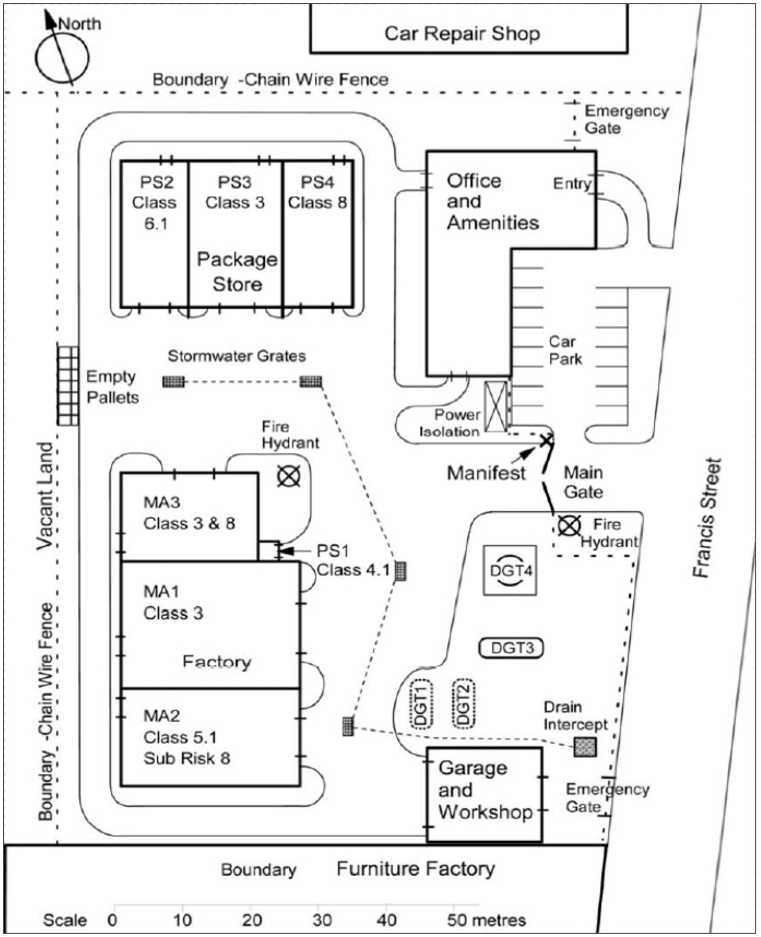 North
Car Repair Shop
Boundary -Chain Wire Fence
Emergency
Gate
PS2
Class
6.1
PS3
Class 3
PS4
Class 8
Package
Store
Office
and
Amenities
Entry
Stormwater Grates
Empty
Pallets
Car
Park
Power
Isolation
Fire
Hydrant
Manifest
Main
Gate
MA3
Class 3 & 8
PS1
Class 4.1
Fire
Hydrant
DGT4
MA1
Class 3
Factory
DGT3
DGT1
DGT2
MA2
Class 5.1
Sub Risk 8
Drain
Intercept
Garage
and
Workshop
Emergency
Gate
Vacant Land
Boundary -Chain Wire Fence
Francis Street
Boundary
Furniture Factory
Scale 0 10 20 30 40 50 metres